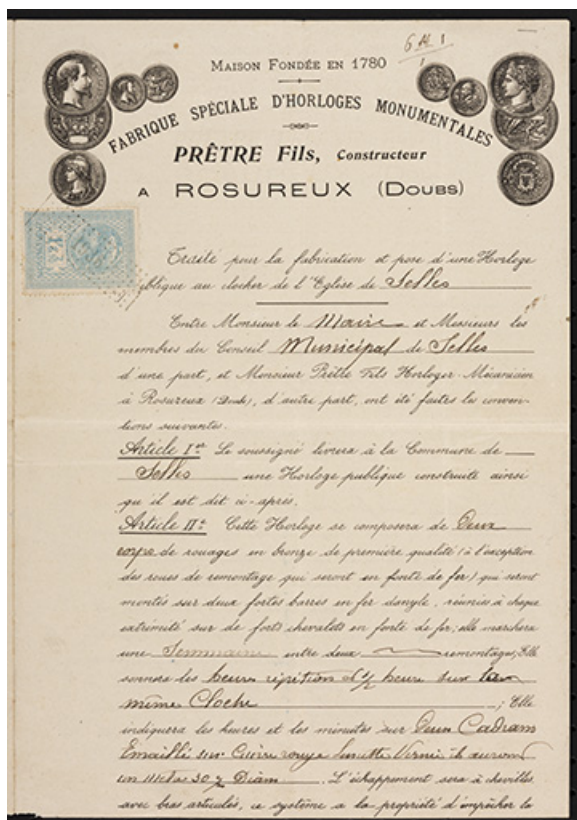 6 M 1
MAISON FONDÉE EN 1780
FABRIQUE SPÉCIALE D'HORLOGES MONUMENTALES
PRÊTRE Fils, Constructeur
A ROSUREUX (DOUBS)
Traité pour la fabrication et pose d'une Horloge
publique au clocher de l'Eglise de Selles
Entre Monsieur le Maire et Messieurs les
membres du Conseil Municipal de Selles
d'une part, et Monsieur Prêtre Fils Horloger-Mécanicien
à Rosureux (Doubs), d'autre part, ont été faites les conven-
tions suivantes.
Article Ier Le soussigné livrera à la Commune de
Selles une Horloge publique construite ainsi
qu'il est dit ci-après.
Article II: Cette Horloge se composera de Deux
corps de rouages en bronze de première qualité (à l'exception
des roues de remontage qui seront en fonte de fer) qui seront
montés sur deux fortes barres en fer d'angle, réunies à chaque
extrémité sur de forts chevalets en fonte de fer; elle marchera
une Semmaine entre deux remontages; Elle
sonnera les heures répétition et ½ heure sur
même Cloche ; Elle
indiquera les heures et les minutes sur Deux Cadrans
Emaillé sur Cuivre rouge Lunette Vernie ils auront
un Mètre 30 % Diam. L'échappement sera à chevilles
avec bras articulés, ce système a la propriété d'empêcher la